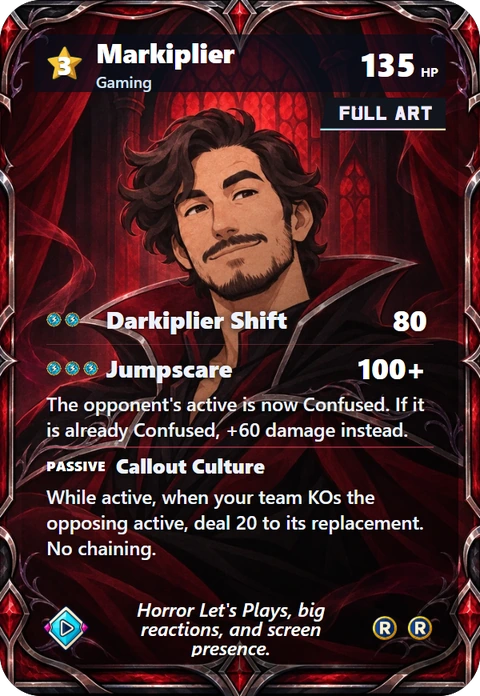 3
Markiplier
135 HP
Gaming
FULL ART
Darkiplier Shift 80
Jumpscare 100+
The opponent's active is now Confused. If it
is already Confused, +60 damage instead.
PASSIVE Callout Culture
While active, when your team KOs the
opposing active, deal 20 to its replacement.
No chaining.
Horror Let's Plays, big
reactions, and screen
presence.
R R